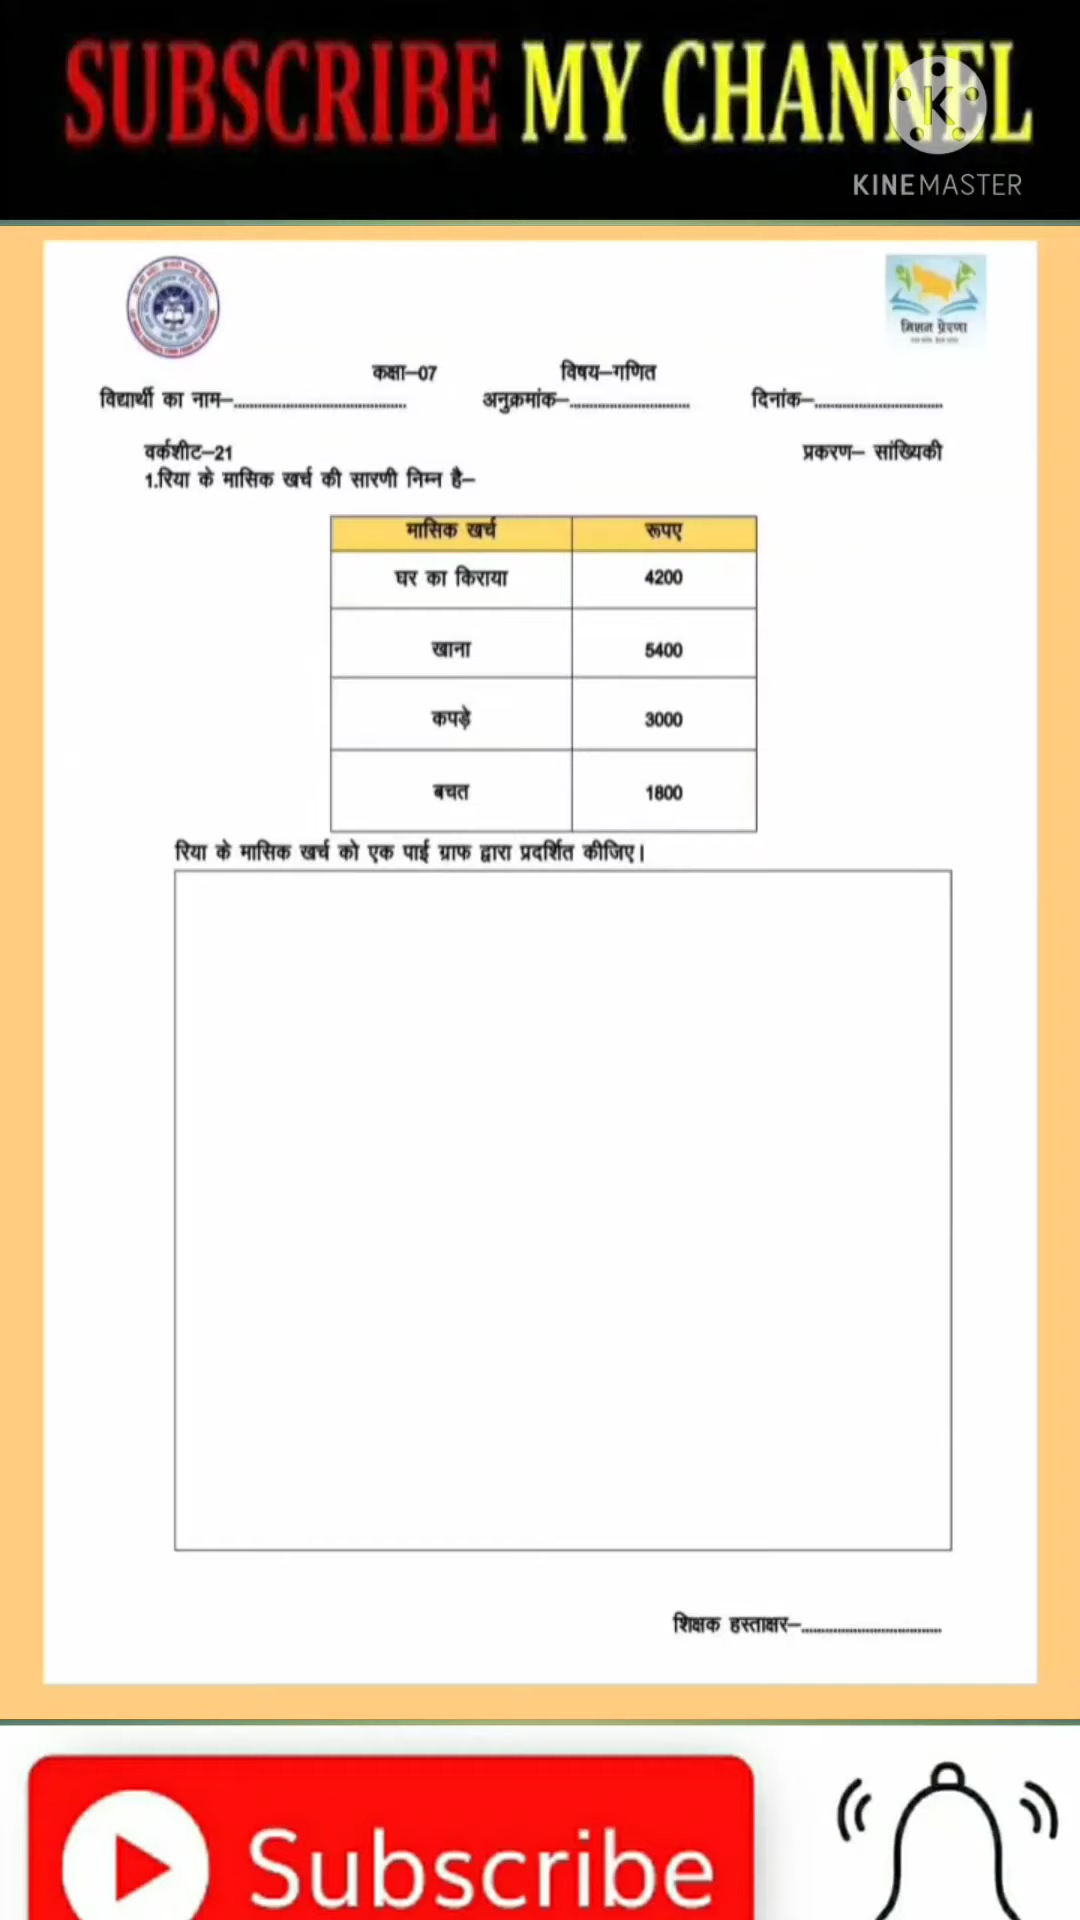 SUBSCRIBE MY CHANNEL
KINEMASTER
मिशन प्रेरणा
कक्षा–07 विषय–गणित
विद्यार्थी का नाम–........................................... अनुक्रमांक–.............................. दिनांक–................................
वर्कशीट–21 प्रकरण– सांख्यिकी
1.रिया के मासिक खर्च की सारणी निम्न है–
मासिक खर्च रूपए
घर का किराया 4200
खाना 5400
कपड़े 3000
बचत 1800
रिया के मासिक खर्च को एक पाई ग्राफ द्वारा प्रदर्शित कीजिए।
शिक्षक हस्ताक्षर–...................................
Subscribe